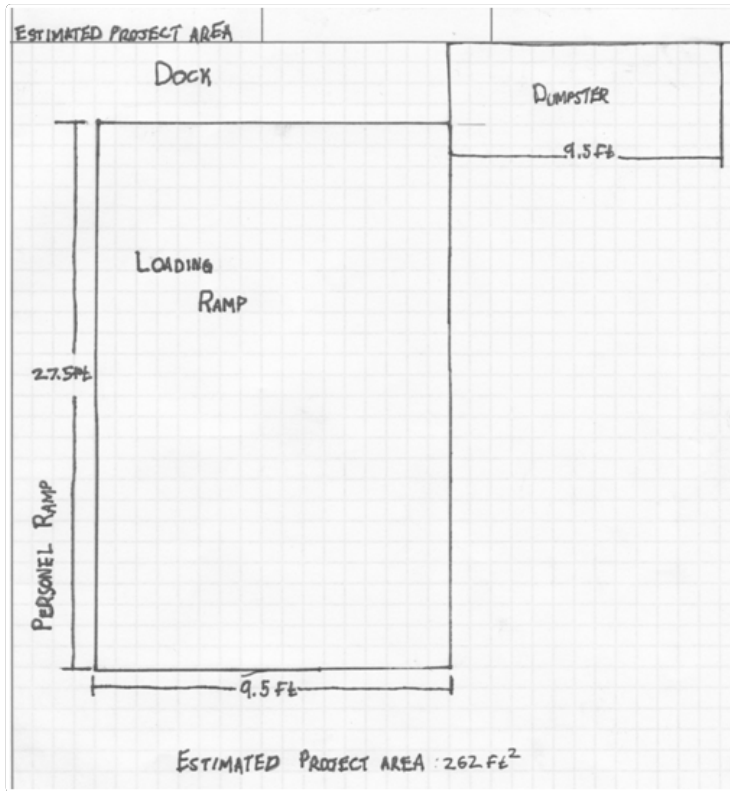 ESTIMATED PROJECT AREA
DOCK
DUMPSTER
9.5 Ft
LOADING
RAMP
27.5 Ft
PERSONEL RAMP
9.5 Ft
ESTIMATED PROJECT AREA : 262 Ft²